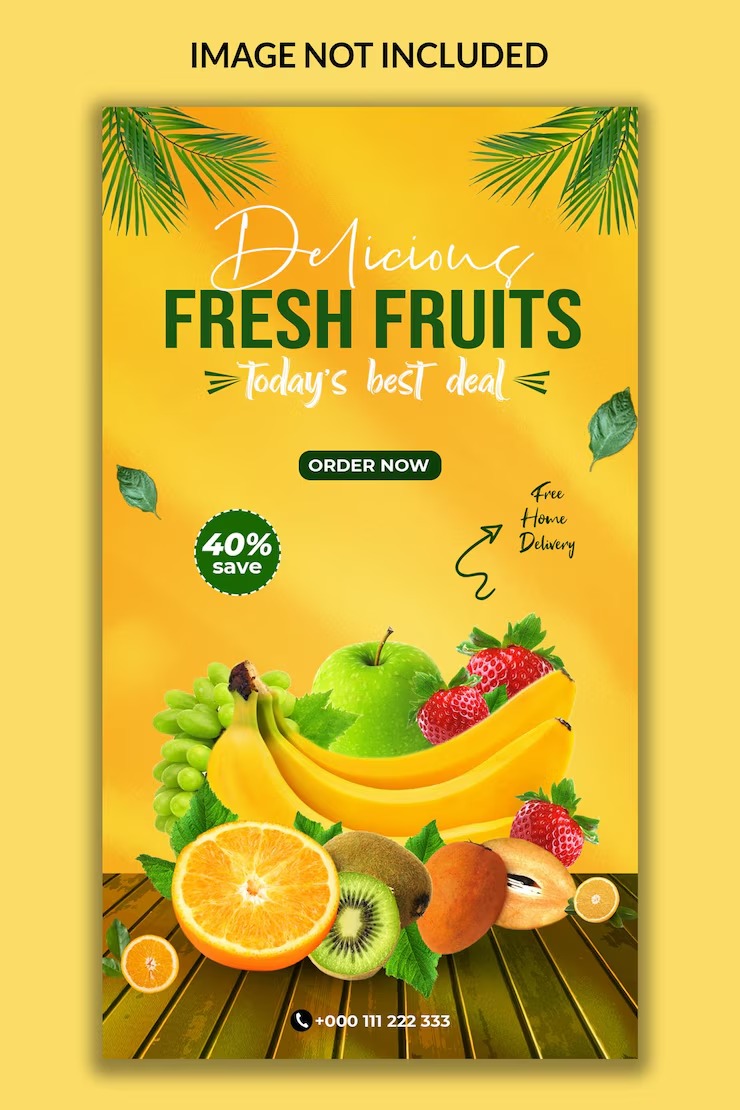 IMAGE NOT INCLUDED
Delicious
FRESH FRUITS
Today's best deal
ORDER NOW
Free
Home
Delivery
40%
save
+000 111 222 333